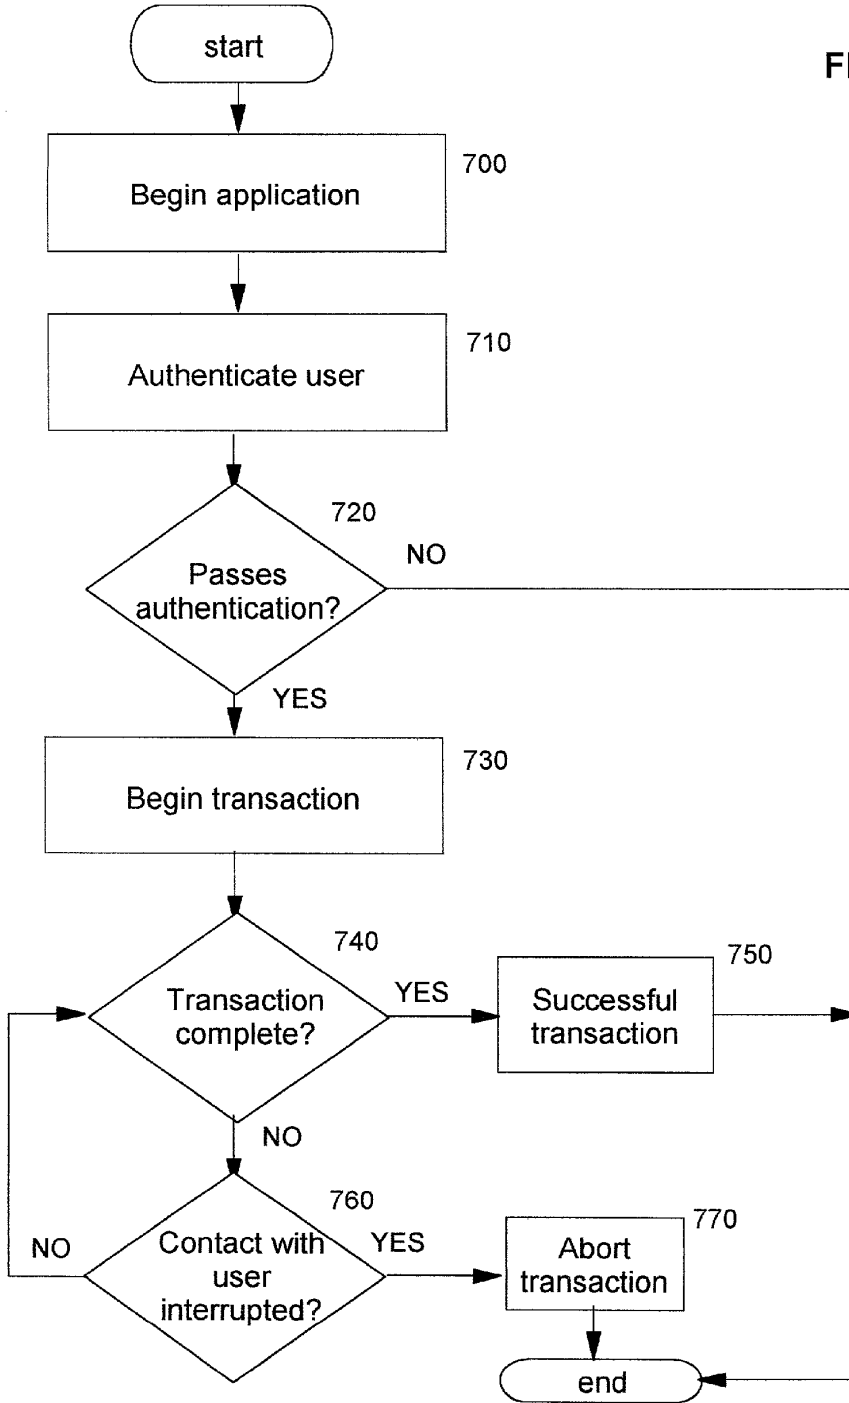 start
FI
700
Begin application
710
Authenticate user
720
NO
Passes
authentication?
YES
730
Begin transaction
740
750
YES
Transaction
complete?
Successful
transaction
NO
760
770
NO
YES
Contact with
user
interrupted?
Abort
transaction
end